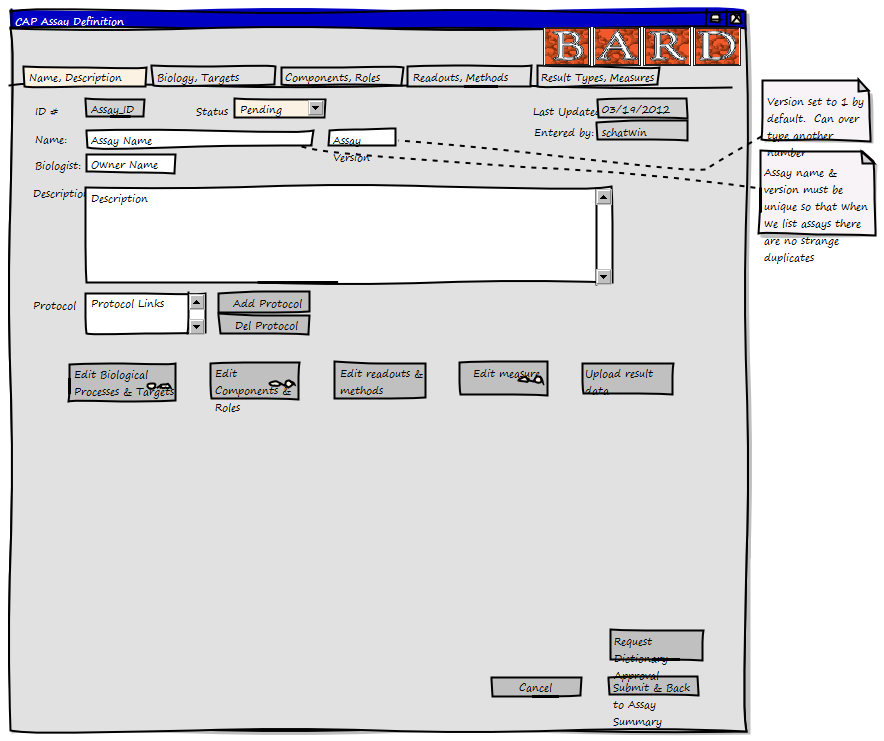 CAP Assay Definition
BARD
Name, Description
Biology, Targets
Components, Roles
Readouts, Methods
Result Types, Measures
ID #
Assay_ID
Status
Pending
Last Updated
03/19/2012
Entered by:
schatwin
Name:
Assay Name
Assay
Version
Biologist:
Owner Name
Description
Description
Protocol
Protocol Links
Add Protocol
Del Protocol
Edit Biological
Processes & Targets
Edit
Components &
Roles
Edit readouts &
methods
Edit measure
Upload result
data
Request
Dictionary
Approval
Cancel
Submit & Back
to Assay
Summary
Version set to 1 by
default. Can over
type another
number
Assay name &
version must be
unique so that when
we list assays there
are no strange
duplicates